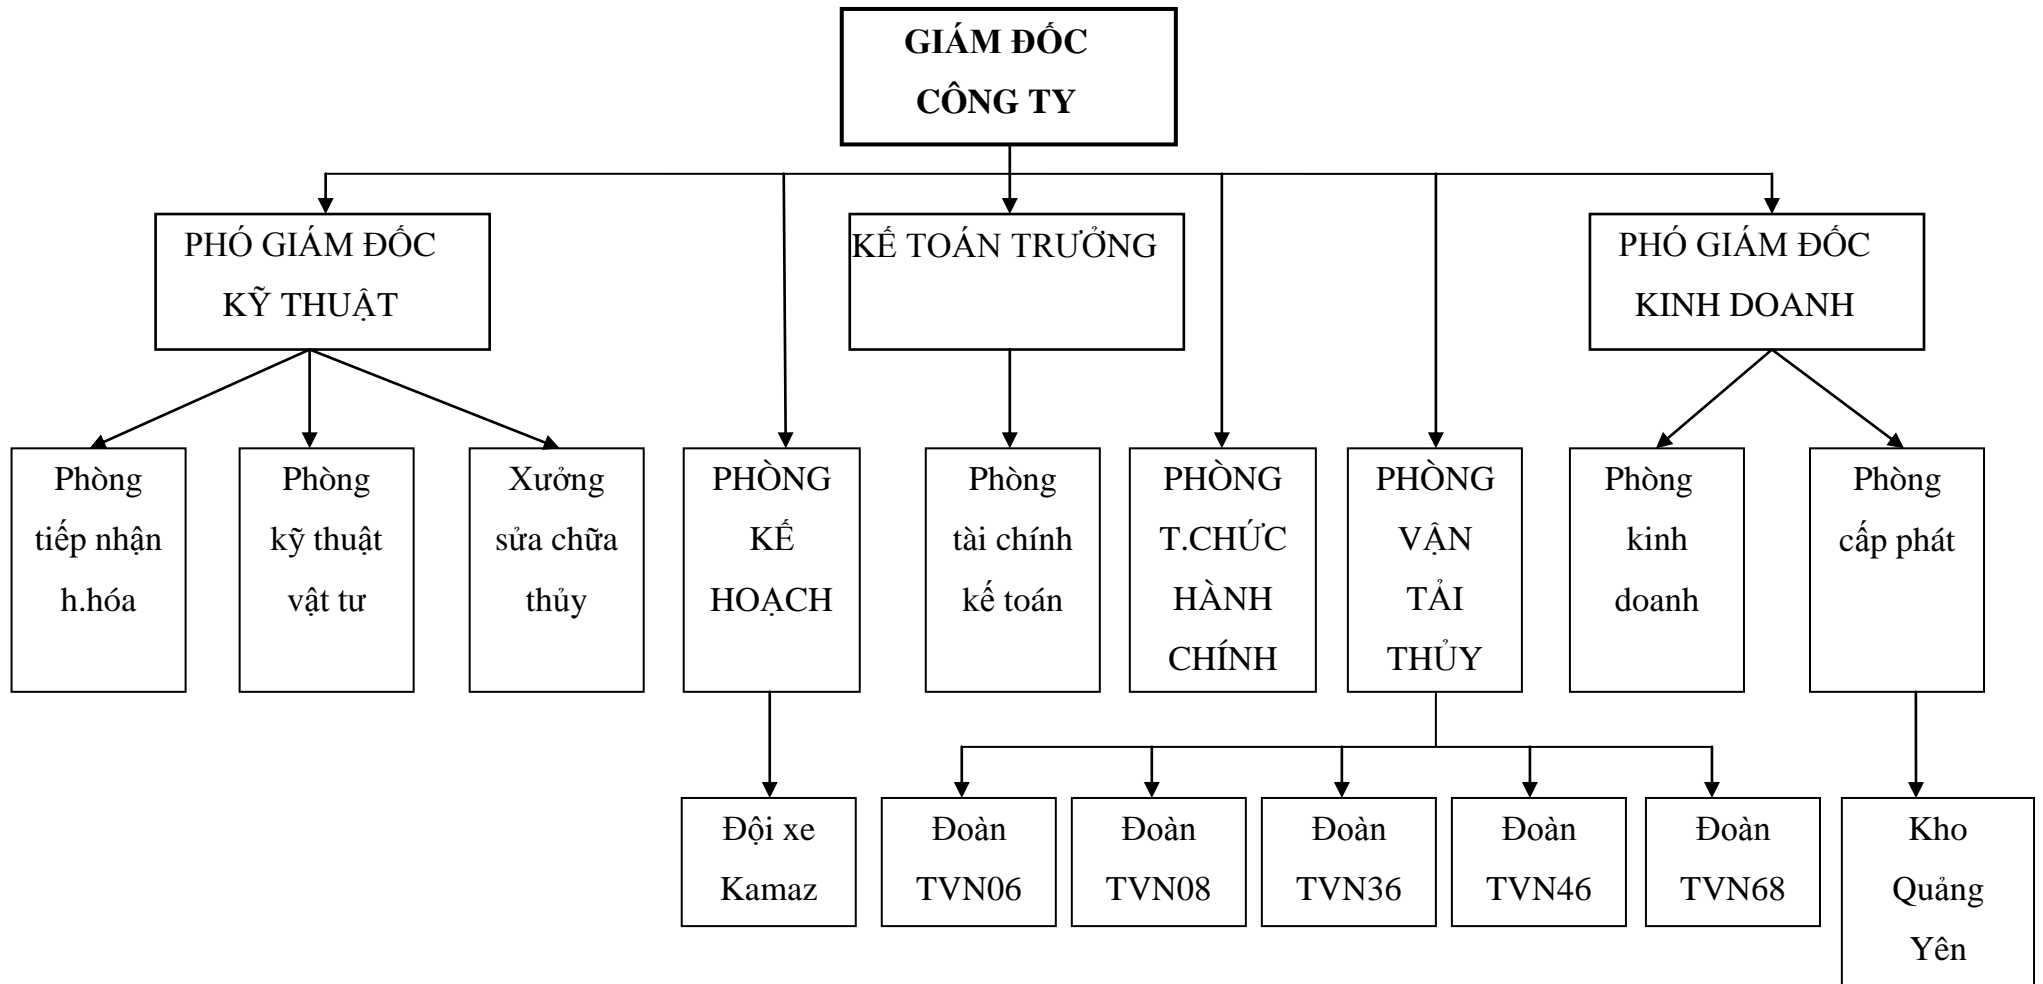 GIÁM ĐỐC
CÔNG TY
PHÓ GIÁM ĐỐC
KỸ THUẬT
KẾ TOÁN TRƯỞNG
PHÓ GIÁM ĐỐC
KINH DOANH
Phòng
tiếp nhận
h.hóa
Phòng
kỹ thuật
vật tư
Xưởng
sửa chữa
thủy
PHÒNG
KẾ
HOẠCH
Phòng
tài chính
kế toán
PHÒNG
T.CHỨC
HÀNH
CHÍNH
PHÒNG
VẬN
TẢI
THỦY
Phòng
kinh
doanh
Phòng
cấp phát
Đội xe
Kamaz
Đoàn
TVN06
Đoàn
TVN08
Đoàn
TVN36
Đoàn
TVN46
Đoàn
TVN68
Kho
Quảng
Yên